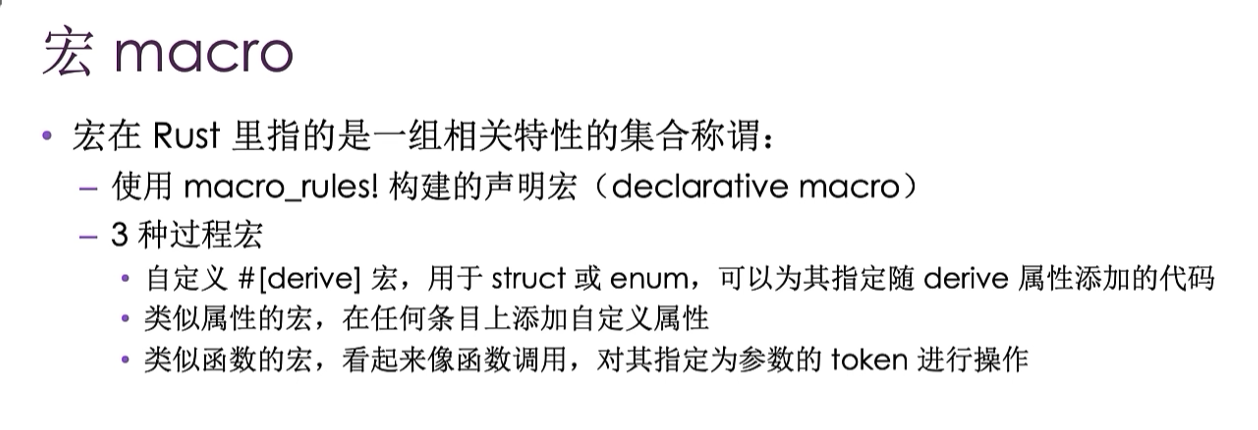 宏 macro
• 宏在 Rust 里指的是一组相关特性的集合称谓：
– 使用 macro_rules! 构建的声明宏（declarative macro）
– 3 种过程宏
• 自定义 #[derive] 宏，用于 struct 或 enum，可以为其指定随 derive 属性添加的代码
• 类似属性的宏，在任何条目上添加自定义属性
• 类似函数的宏，看起来像函数调用，对其指定为参数的 token 进行操作